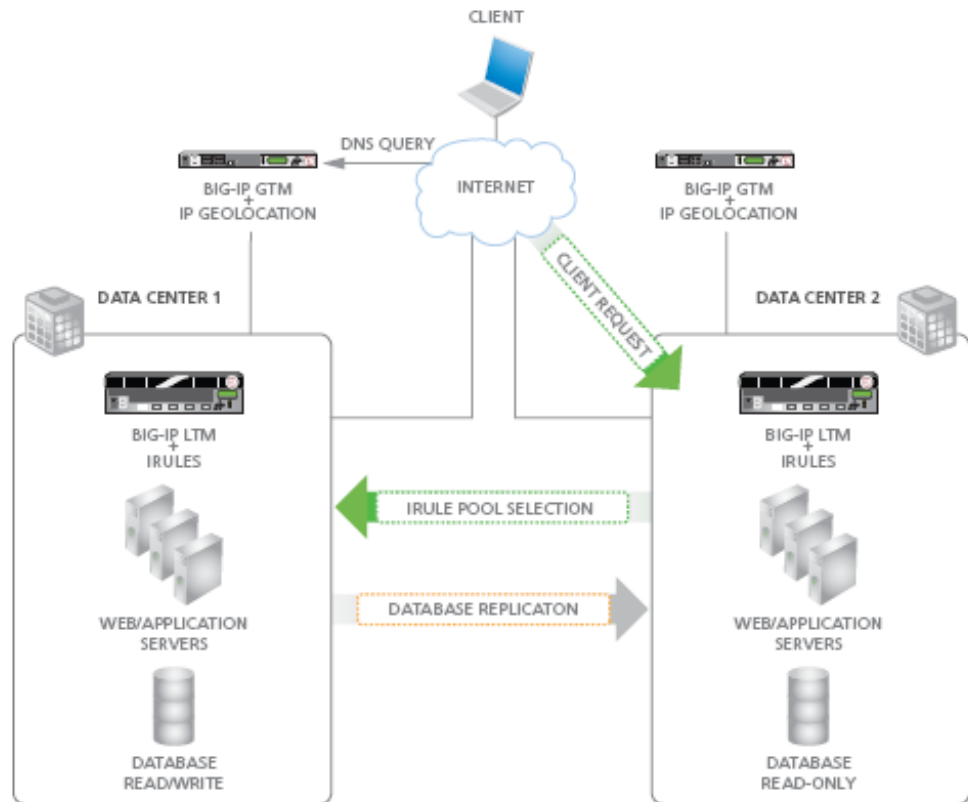 CLIENT
DNS QUERY
INTERNET
BIG-IP GTM
+
IP GEOLOCATION
BIG-IP GTM
+
IP GEOLOCATION
CLIENT REQUEST
DATA CENTER 1
DATA CENTER 2
BIG-IP LTM
+
IRULES
BIG-IP LTM
+
IRULES
IRULE POOL SELECTION
DATABASE REPLICATON
WEB/APPLICATION
SERVERS
WEB/APPLICATION
SERVERS
DATABASE
READ/WRITE
DATABASE
READ-ONLY